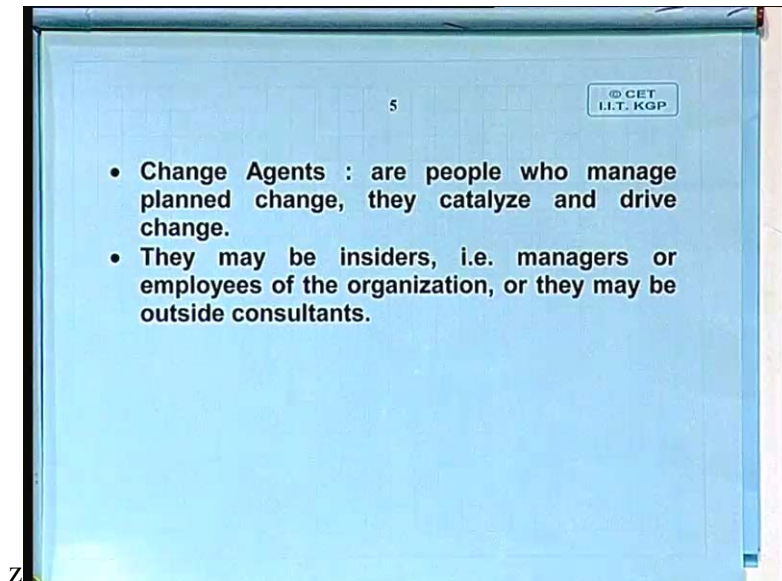 5
© CET
I.I.T. KGP
• Change Agents : are people who manage
planned change, they catalyze and drive
change.
• They may be insiders, i.e. managers or
employees of the organization, or they may be
outside consultants.
Z